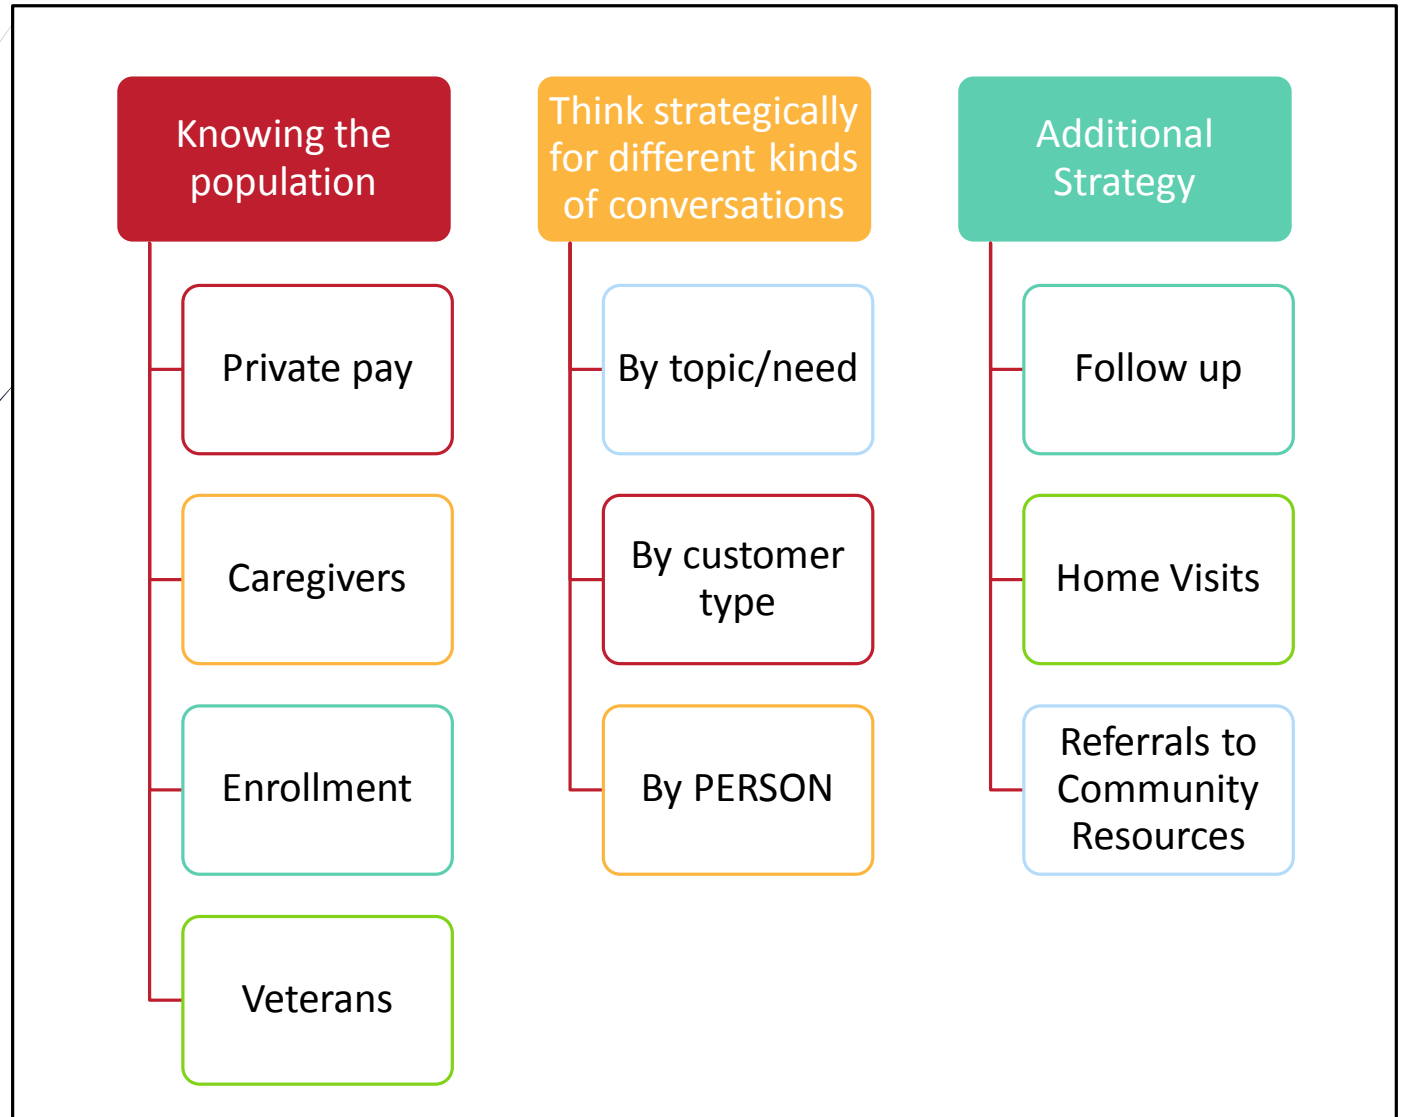 Knowing the
population
Private pay
Caregivers
Enrollment
Veterans
Think strategically
for different kinds
of conversations
By topic/need
By customer
type
By PERSON
Additional
Strategy
Follow up
Home Visits
Referrals to
Community
Resources